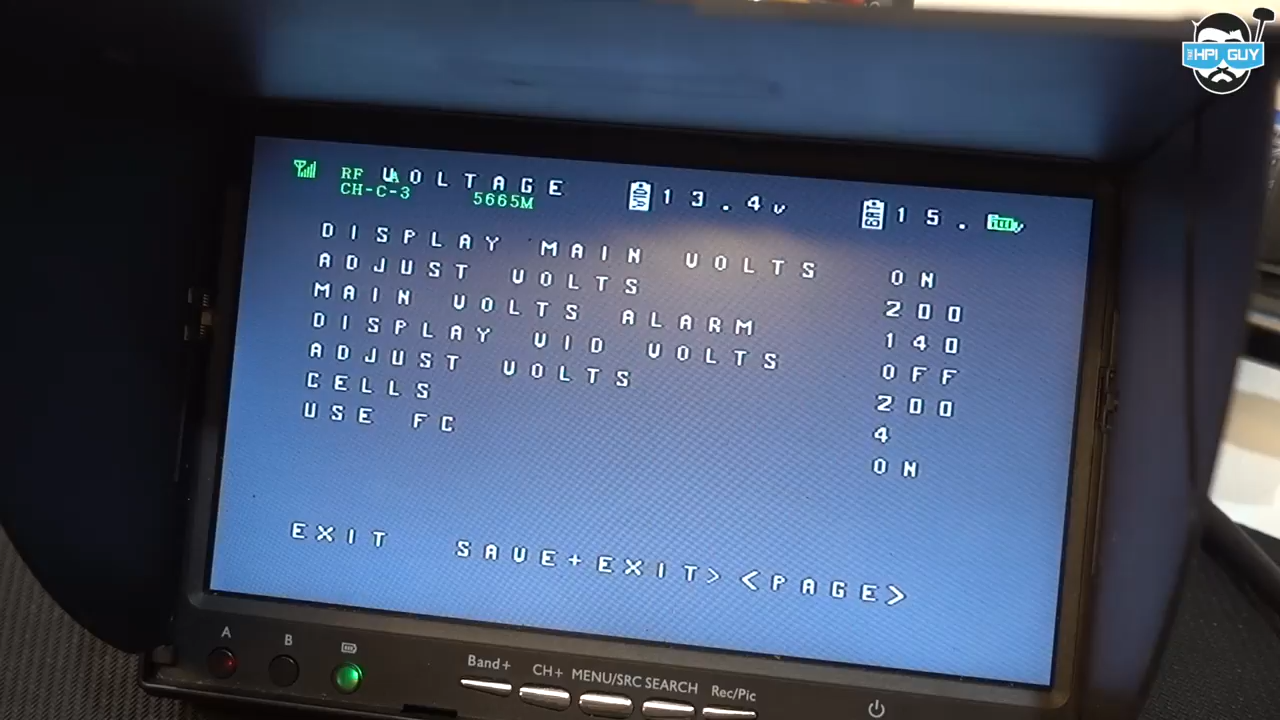 THAT HPI GUY
RF VOLTAGE 13.4V 15.
CH-C-3 5665M
DISPLAY MAIN VOLTS ON
ADJUST VOLTS 200
MAIN VOLTS ALARM 140
DISPLAY VID VOLTS OFF
ADJUST VOLTS 200
CELLS 4
USE FC ON
EXIT SAVE+EXIT> <PAGE>
A B
Band+ CH+ MENU/SRC SEARCH Rec/Pic